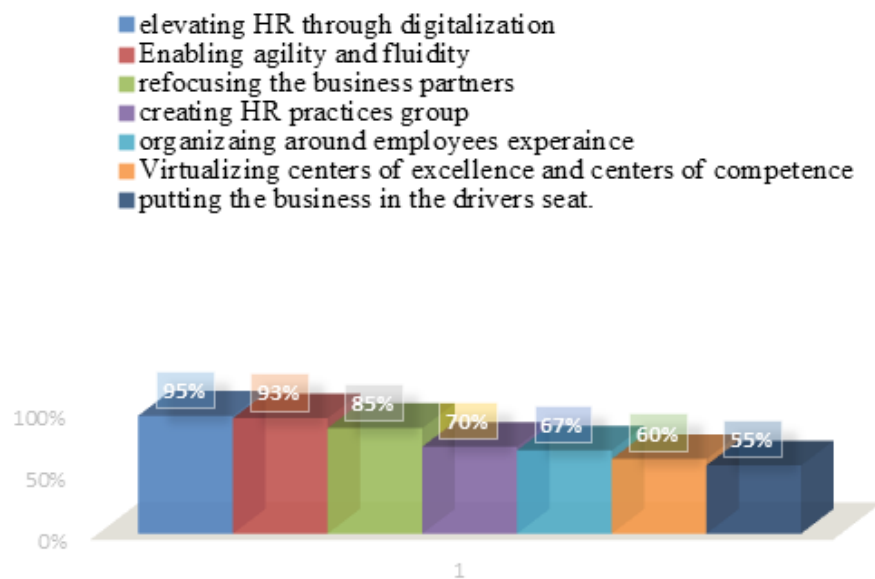 elevating HR through digitalization
Enabling agility and fluidity
refocusing the business partners
creating HR practices group
organizaing around employees experaince
Virtualizing centers of excellence and centers of competence
putting the business in the drivers seat.
95%
93%
85%
70%
67%
60%
55%
100%
50%
0%
1